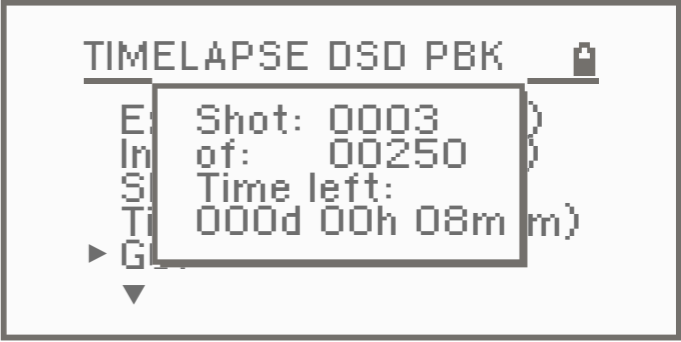 TIMELAPSE DSD PBK
Shot: 0003
of: 00250
Time left:
000d 00h 08m